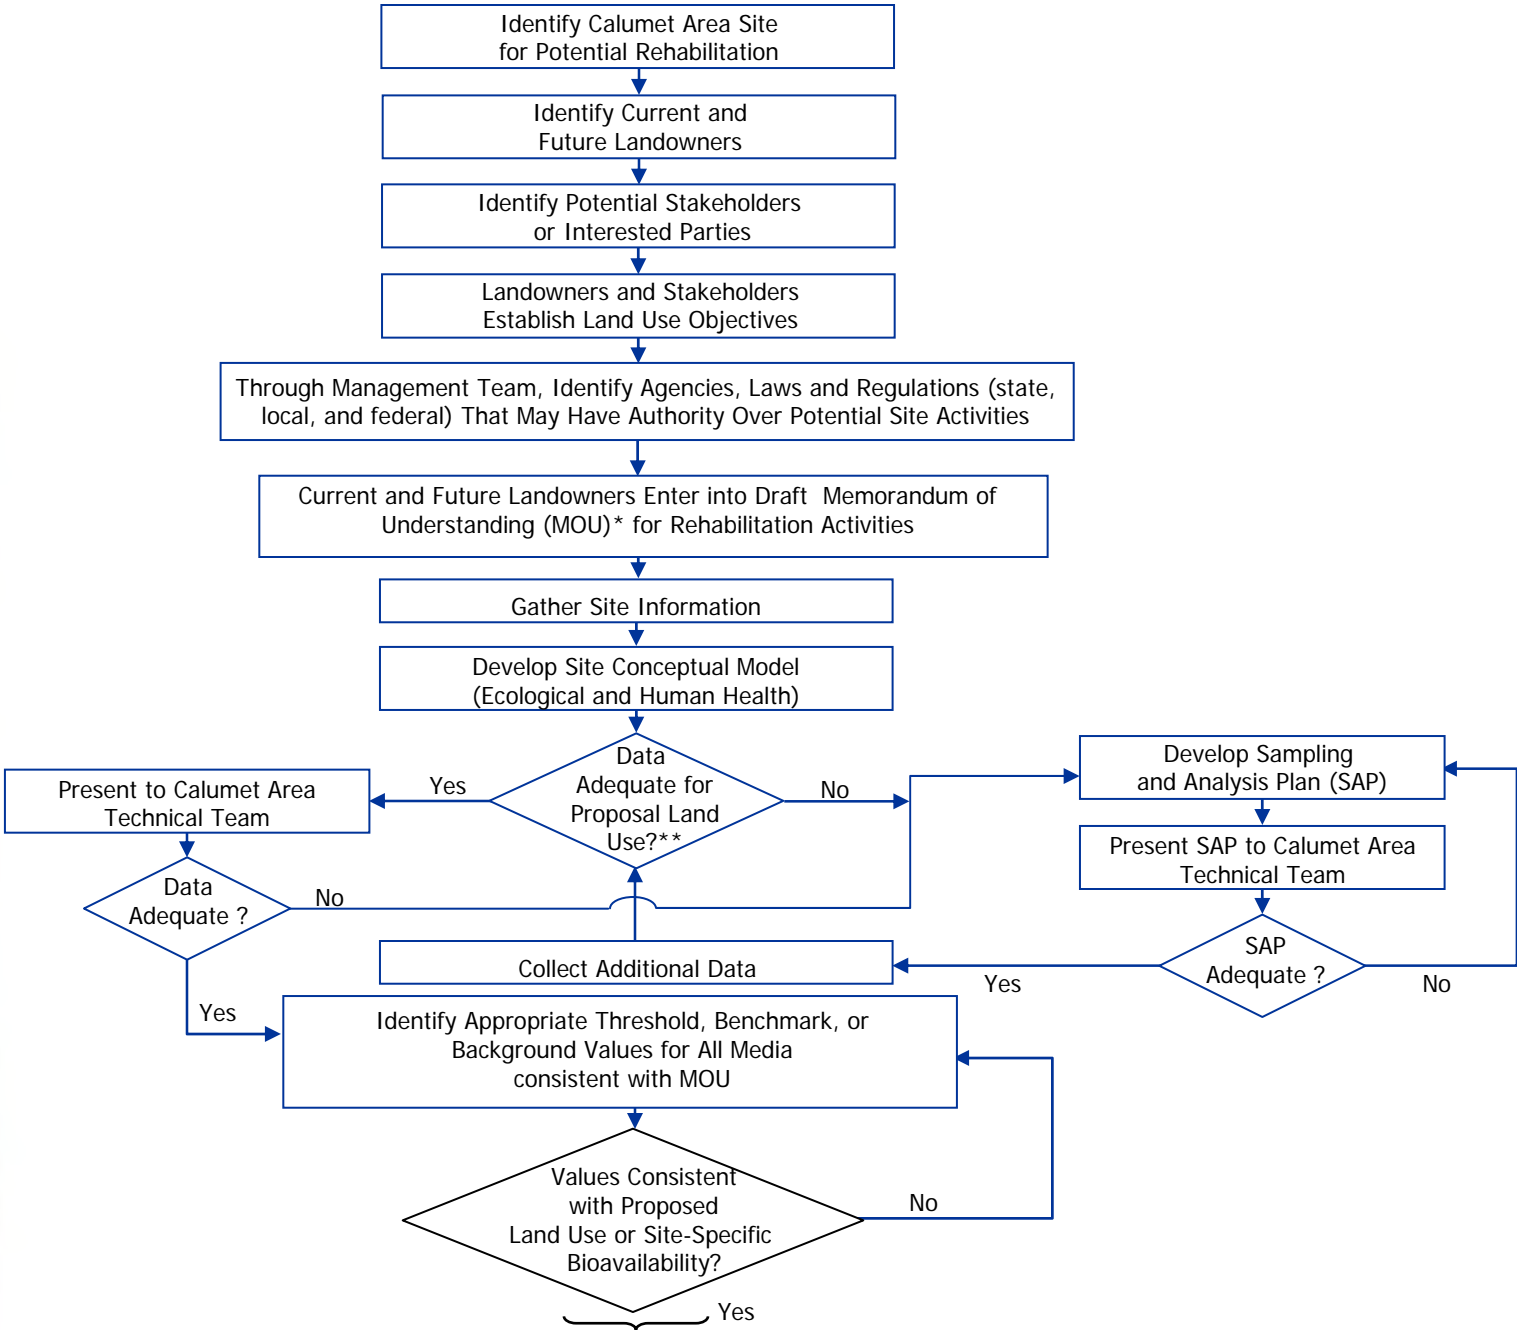 Identify Calumet Area Site
for Potential Rehabilitation
Identify Current and
Future Landowners
Identify Potential Stakeholders
or Interested Parties
Landowners and Stakeholders
Establish Land Use Objectives
Through Management Team, Identify Agencies, Laws and Regulations (state,
local, and federal) That May Have Authority Over Potential Site Activities
Current and Future Landowners Enter into Draft Memorandum of
Understanding (MOU)* for Rehabilitation Activities
Gather Site Information
Develop Site Conceptual Model
(Ecological and Human Health)
Data
Adequate for
Proposal Land
Use?**
Yes
No
Present to Calumet Area
Technical Team
Data
Adequate ?
No
Yes
Develop Sampling
and Analysis Plan (SAP)
Present SAP to Calumet Area
Technical Team
SAP
Adequate ?
Yes
No
Collect Additional Data
Identify Appropriate Threshold, Benchmark, or
Background Values for All Media
consistent with MOU
Values Consistent
with Proposed
Land Use or Site-Specific
Bioavailability?
No
Yes